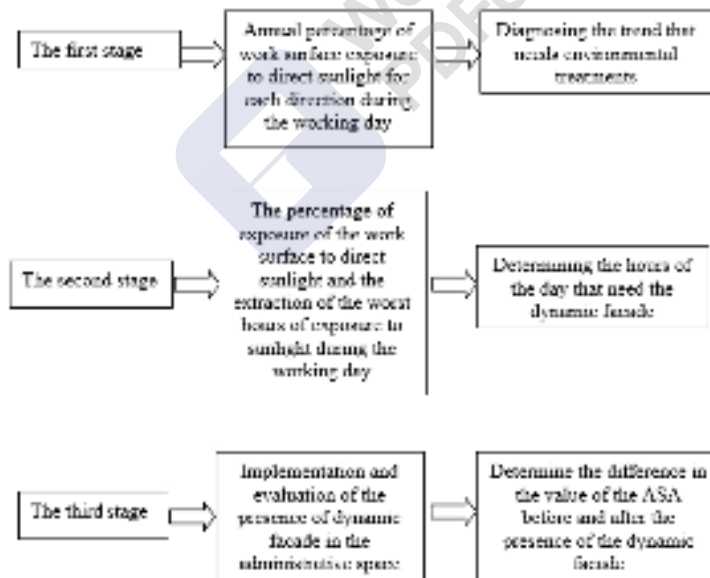 The first stage
Annual percentage of
work surface exposure
to direct sunlight for
each direction during
the working day
Diagnosing the trend that
needs environmental
treatments
The second stage
The percentage of
exposure of the work
surface to direct
sunlight and the
extraction of the worst
hours of exposure to
sunlight during the
working day
Determining the hours of
the day that need the
dynamic facade
The third stage
Implementation and
evaluation of the
presence of dynamic
facade in the
administrative space
Determine the difference in
the value of the ASA
before and after the
presence of the dynamic
facade